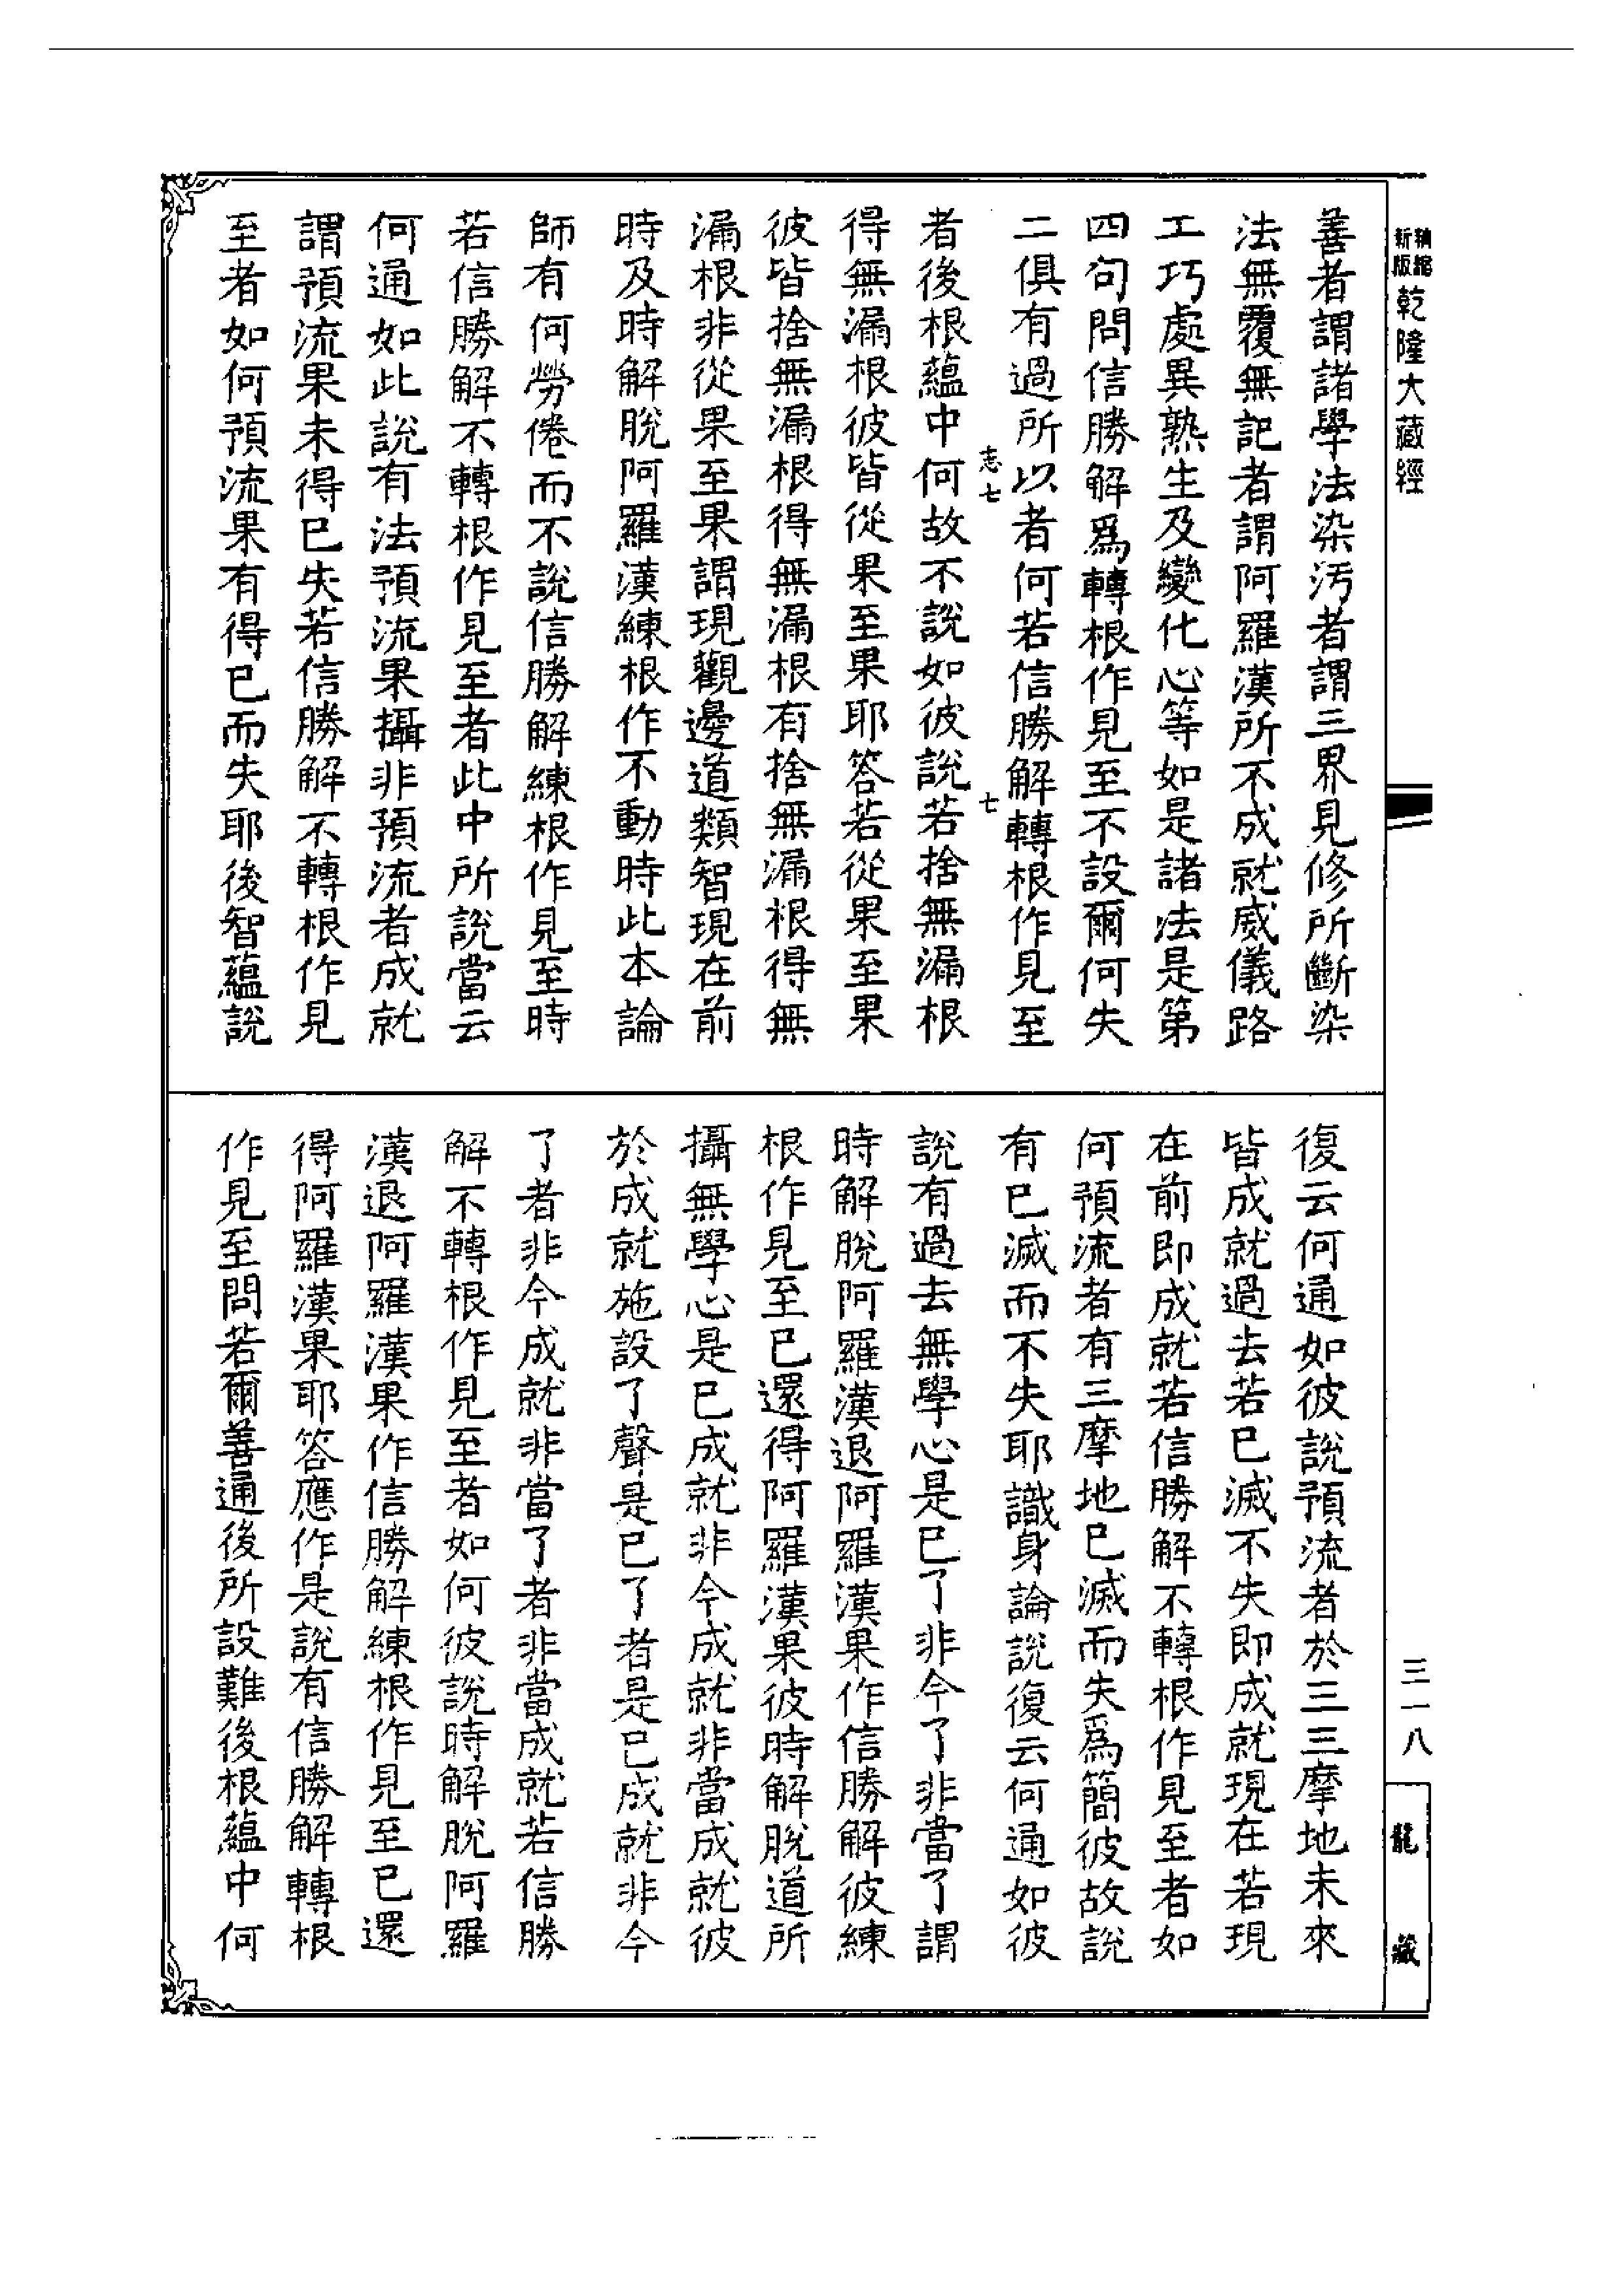 新編縮版乾隆大藏經
善者謂諸學法染汚者謂三界見修所斷染
法無覆無記者謂阿羅漢所不成就威儀路
工巧處異熟生及變化心等如是諸法是第
四句問信勝解爲轉根作見至不設爾何失
二俱有過所以者何若信勝解轉根作見至
志七
七
者後根蘊中何故不說如彼說若捨無漏根
得無漏根彼皆從果至果耶答若從果至果
彼皆捨無漏根得無漏根有捨無漏根得無
漏根非從果至果謂現觀邊道類智現在前
時及時解脫阿羅漢練根作不動時此本論
師有何勞倦而不說信勝解練根作見至時
若信勝解不轉根作見至者此中所說當云
何通如此說有法預流果攝非預流者成就
謂預流果未得已失若信勝解不轉根作見
至者如何預流果有得已而失耶後智蘊說
復云何通如彼說預流者於三三摩地未來
皆成就過去若已滅不失即成就現在若現
在前即成就若信勝解不轉根作見至者如
何預流者有三摩地已滅而失爲簡彼故說
有已滅而不失耶識身論說復云何通如彼
說有過去無學心是已了非今了非當了謂
時解脫阿羅漢退阿羅漢果作信勝解彼練
根作見至已還得阿羅漢果彼時解脫道所
攝無學心是已成就非今成就非當成就彼
於成就施設了聲是已了者是已成就非今
了者非今成就非當了者非當成就若信勝
解不轉根作見至者如何彼說時解脫阿羅
漢退阿羅漢果作信勝解練根作見至已還
得阿羅漢果耶答應作是說有信勝解轉根
作見至問若爾善通後所設難後根蘊中何
三一八
龍藏